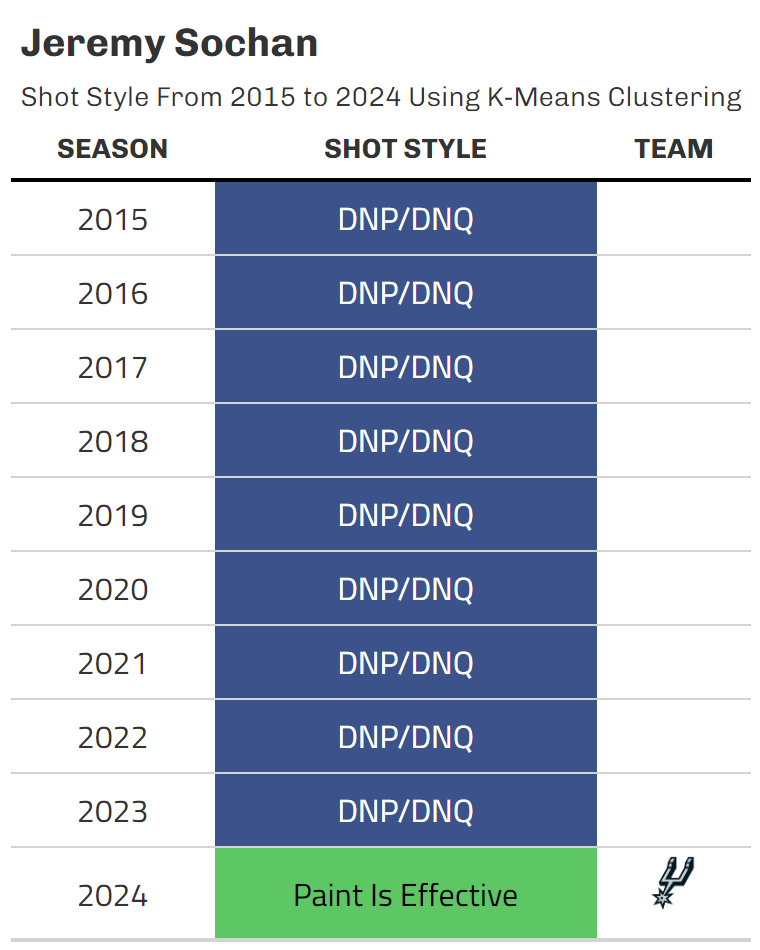 Jeremy Sochan
Shot Style From 2015 to 2024 Using K-Means Clustering
SEASON SHOT STYLE TEAM
2015 DNP/DNQ
2016 DNP/DNQ
2017 DNP/DNQ
2018 DNP/DNQ
2019 DNP/DNQ
2020 DNP/DNQ
2021 DNP/DNQ
2022 DNP/DNQ
2023 DNP/DNQ
2024 Paint Is Effective